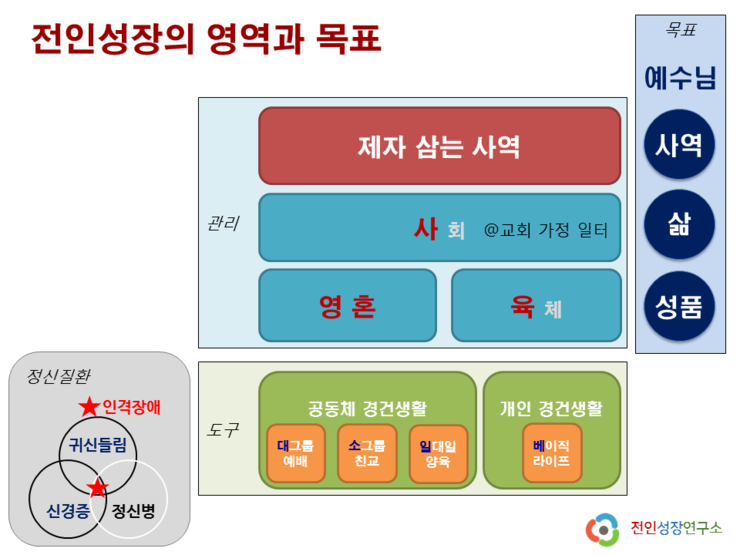 전인성장의 영역과 목표
목표
예수님
사역
삶
성품
관리
제자 삼는 사역
사 회 @교회 가정 일터
영 혼
육 체
도구
공동체 경건생활
대그룹
예배
소그룹
친교
일대일
양육
개인 경건생활
베이직
라이프
정신질환
인격장애
귀신들림
신경증
정신병
전인성장연구소